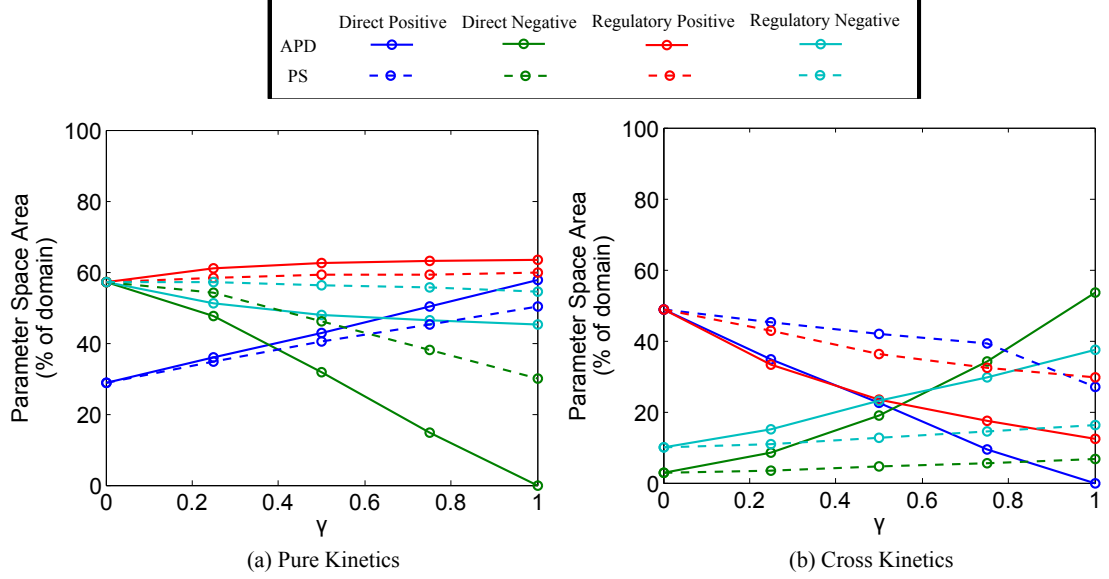 Direct Positive Direct Negative Regulatory Positive Regulatory Negative
APD
PS
Parameter Space Area
(% of domain)
100
80
60
40
20
0
0 0.2 0.4 0.6 0.8 1
γ
(a) Pure Kinetics
Parameter Space Area
(% of domain)
100
80
60
40
20
0
0 0.2 0.4 0.6 0.8 1
γ
(b) Cross Kinetics